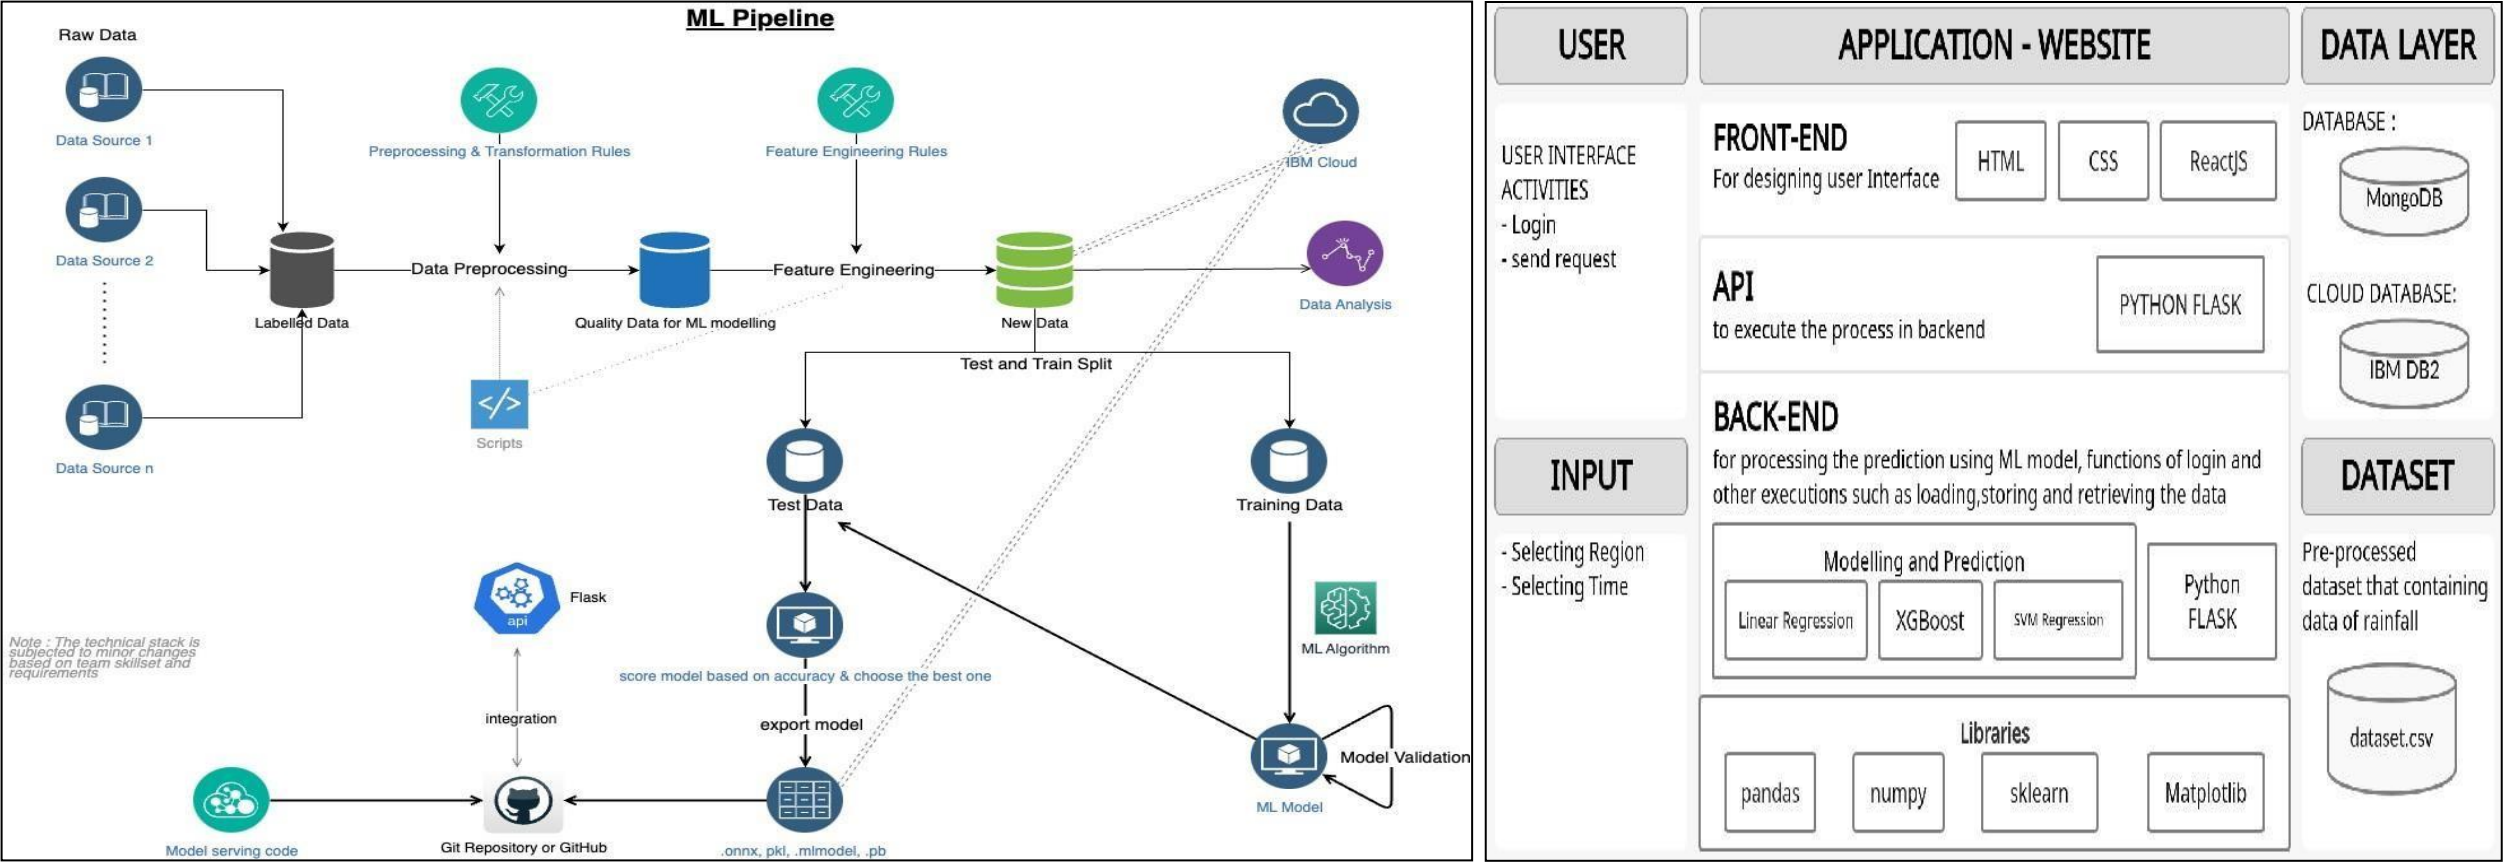 ML Pipeline
Raw Data
Data Source 1
Data Source 2
Data Source n
Labelled Data
Preprocessing & Transformation Rules
Data Preprocessing
</>
Scripts
Quality Data for ML modelling
Feature Engineering Rules
Feature Engineering
New Data
IBM Cloud
Data Analysis
Test and Train Split
Test Data
Training Data
ML Algorithm
Model Validation
ML Model
score model based on accuracy & choose the best one
export model
.onnx, pkl, .mlmodel, .pb
api
Flask
integration
Note : The technical stack is
subjected to minor changes
based on team skillset and
requirements
Model serving code
Git Repository or GitHub
USER
USER INTERFACE
ACTIVITIES
- Login
- send request
INPUT
- Selecting Region
- Selecting Time
APPLICATION - WEBSITE
FRONT-END
For designing user Interface
HTML
CSS
ReactJS
API
to execute the process in backend
PYTHON FLASK
BACK-END
for processing the prediction using ML model, functions of login and
other executions such as loading,storing and retrieving the data
Modelling and Prediction
Linear Regression
XGBoost
SVM Regression
Python
FLASK
Libraries
pandas
numpy
sklearn
Matplotlib
DATA LAYER
DATABASE :
MongoDB
CLOUD DATABASE:
IBM DB2
DATASET
Pre-processed
dataset that containing
data of rainfall
dataset.csv